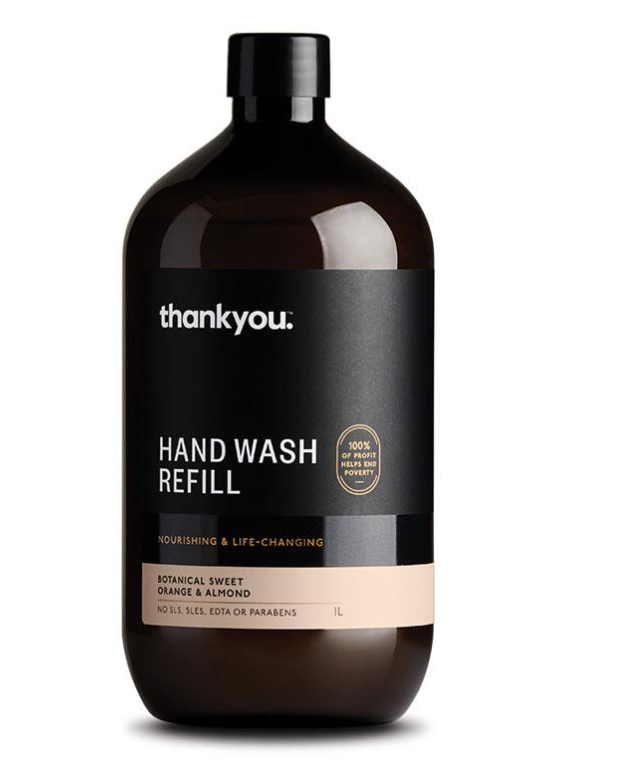 thankyou.™
HAND WASH
REFILL
100%
OF PROFIT
HELPS END
POVERTY
NOURISHING & LIFE-CHANGING
BOTANICAL SWEET
ORANGE & ALMOND
NO SLS, SLES, EDTA OR PARABENS 1L